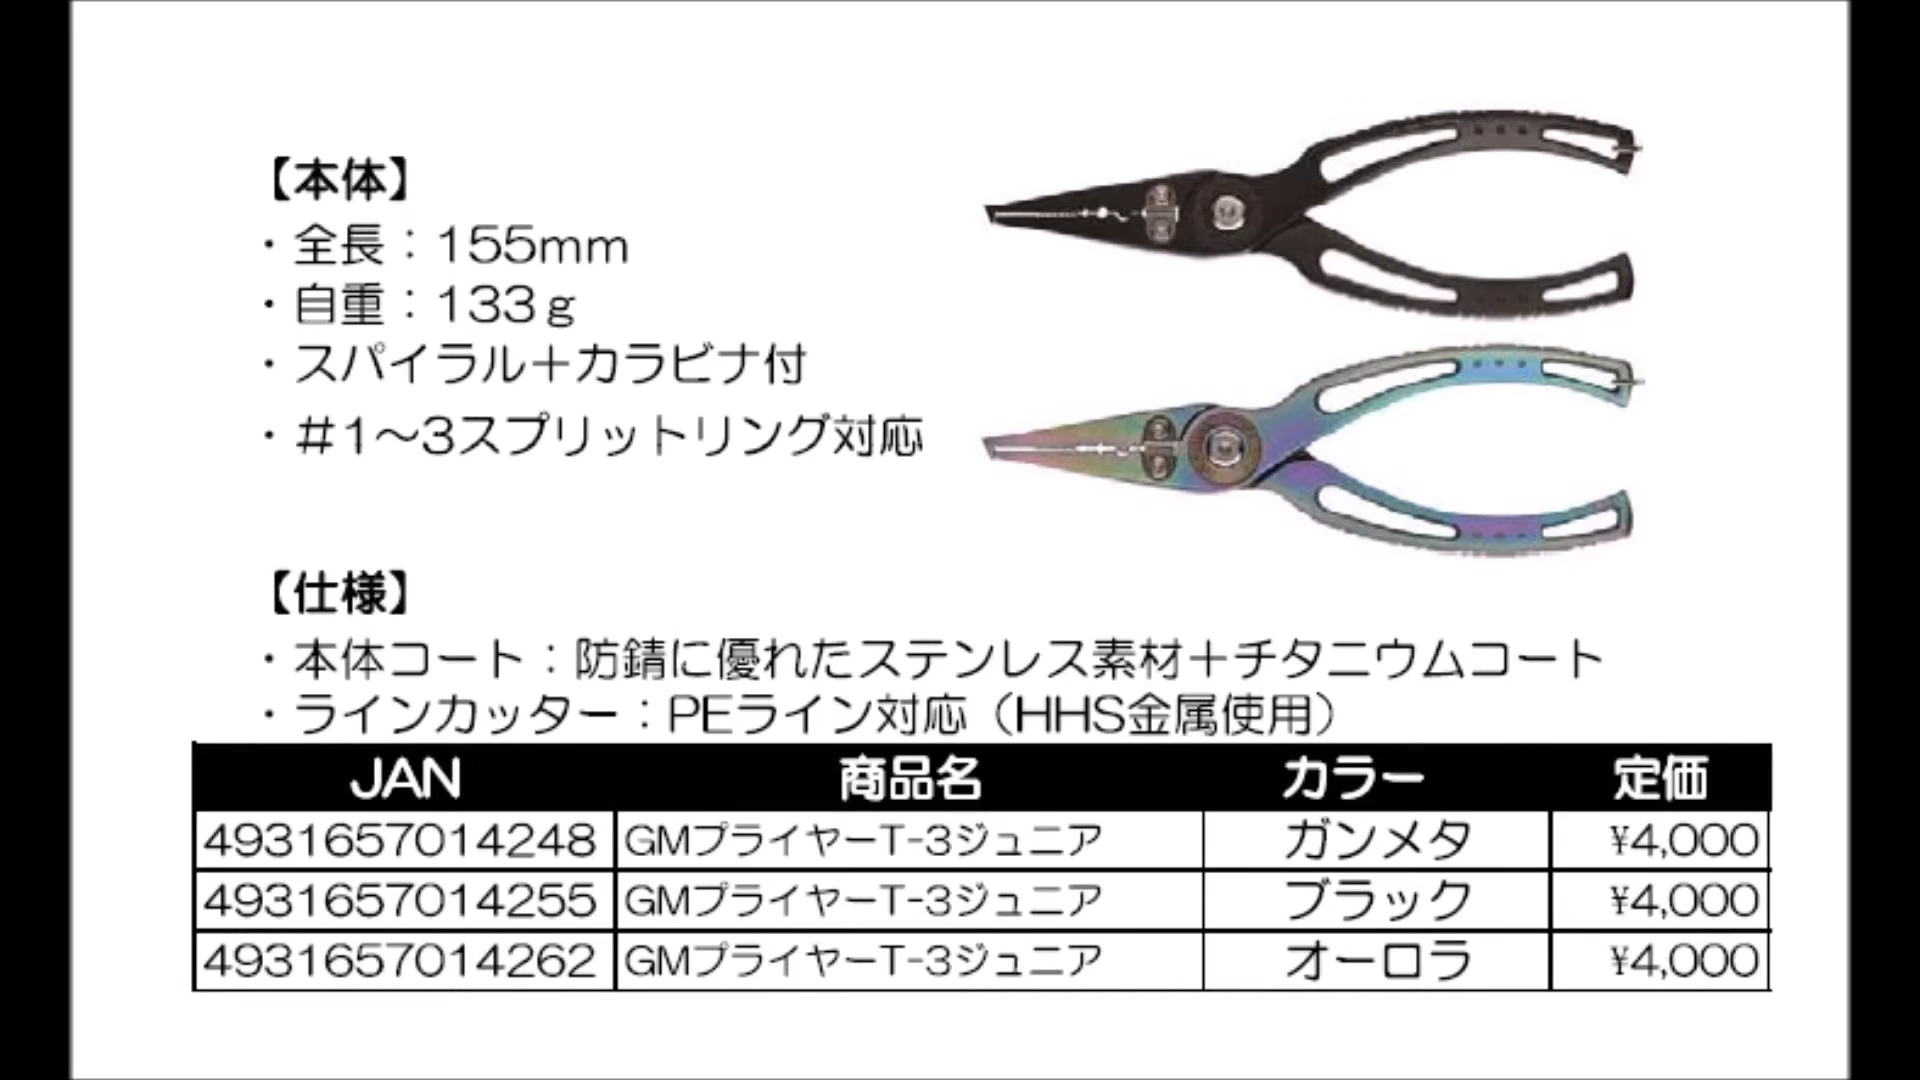 【本体】
・全長：155mm
・自重：133g
・スパイラル＋カラビナ付
・＃1～3スプリットリング対応
【仕様】
・本体コート：防錆に優れたステンレス素材＋チタニウムコート
・ラインカッター：PEライン対応（HHS金属使用）
JAN 商品名 カラー 定価
4931657014248 GMプライヤーT-3ジュニア ガンメタ ¥4,000
4931657014255 GMプライヤーT-3ジュニア ブラック ¥4,000
4931657014262 GMプライヤーT-3ジュニア オーロラ ¥4,000